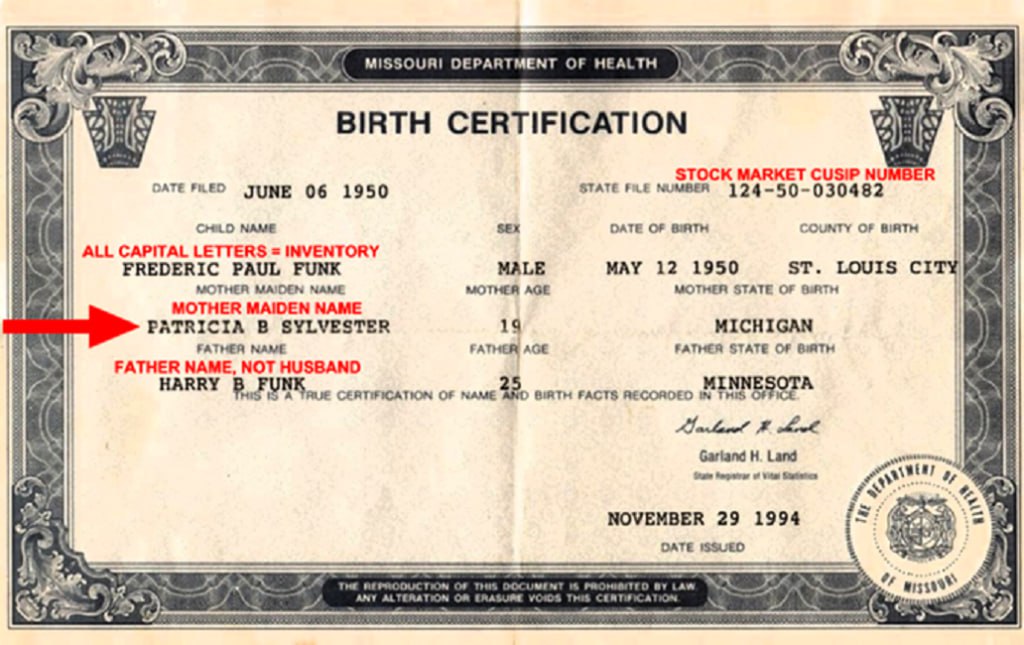 MISSOURI DEPARTMENT OF HEALTH
BIRTH CERTIFICATION
STOCK MARKET CUSIP NUMBER
DATE FILED JUNE 06 1950 STATE FILE NUMBER 124-50-030482
CHILD NAME SEX DATE OF BIRTH COUNTY OF BIRTH
ALL CAPITAL LETTERS = INVENTORY
FREDERIC PAUL FUNK MALE MAY 12 1950 ST. LOUIS CITY
MOTHER MAIDEN NAME MOTHER AGE MOTHER STATE OF BIRTH
MOTHER MAIDEN NAME
PATRICIA B SYLVESTER 19 MICHIGAN
FATHER NAME FATHER AGE FATHER STATE OF BIRTH
FATHER NAME, NOT HUSBAND
HARRY B FUNK 25 MINNESOTA
THIS IS A TRUE CERTIFICATION OF NAME AND BIRTH FACTS RECORDED IN THIS OFFICE.
Garland H. Land
Garland H. Land
State Registrar of Vital Statistics
NOVEMBER 29 1994
DATE ISSUED
THE DEPARTMENT OF HEALTH
OF MISSOURI
THE REPRODUCTION OF THIS DOCUMENT IS PROHIBITED BY LAW.
ANY ALTERATION OR ERASURE VOIDS THIS CERTIFICATION.